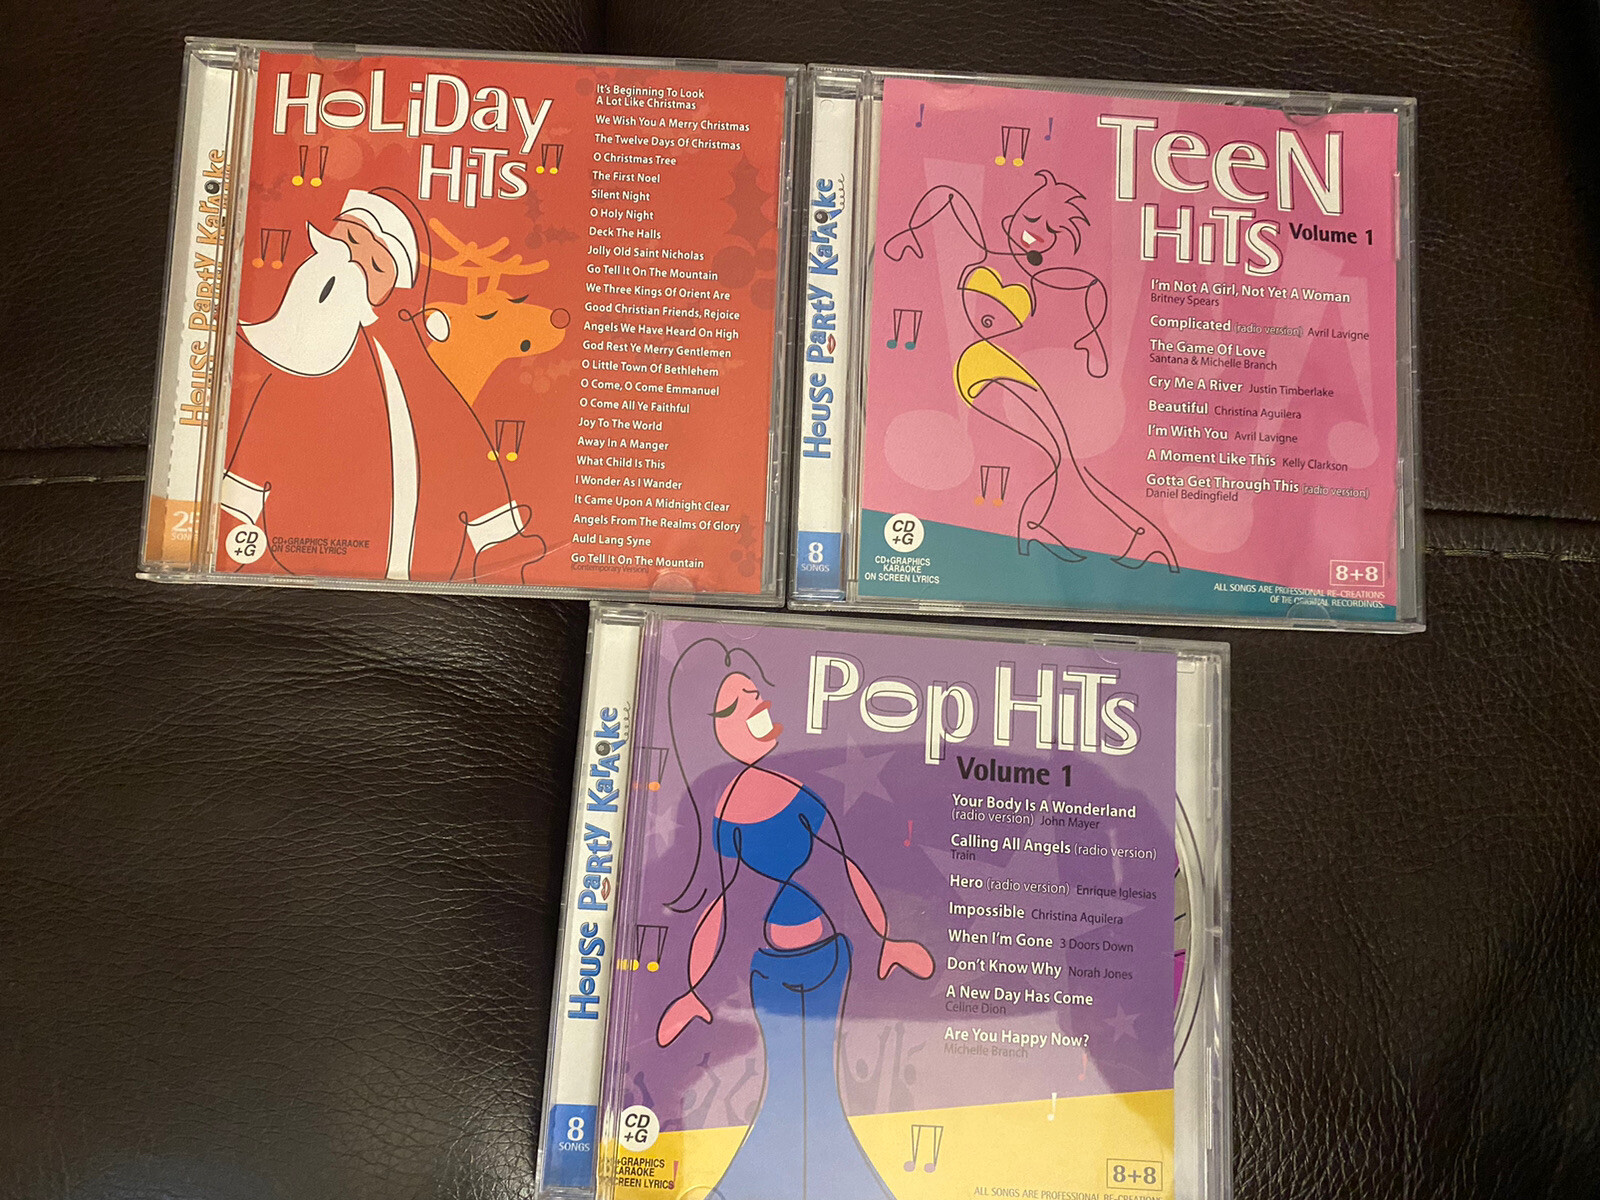 House Party Karaoke
25
SONGS
HoLiDay
HiTs
It's Beginning To Look
A Lot Like Christmas
We Wish You A Merry Christmas
The Twelve Days Of Christmas
O Christmas Tree
The First Noel
Silent Night
O Holy Night
Deck The Halls
Jolly Old Saint Nicholas
Go Tell It On The Mountain
We Three Kings Of Orient Are
Good Christian Friends, Rejoice
Angels We Have Heard On High
God Rest Ye Merry Gentlemen
O Little Town Of Bethlehem
O Come, O Come Emmanuel
O Come All Ye Faithful
Joy To The World
Away In A Manger
What Child Is This
I Wonder As I Wander
It Came Upon A Midnight Clear
Angels From The Realms Of Glory
Auld Lang Syne
Go Tell It On The Mountain
(Contemporary Version)
CD
+G
CD+GRAPHICS KARAOKE
ON SCREEN LYRICS
House Party Karaoke
8
SONGS
TeeN
HiTs Volume 1
I'm Not A Girl, Not Yet A Woman
Britney Spears
Complicated (radio version) Avril Lavigne
The Game Of Love
Santana & Michelle Branch
Cry Me A River Justin Timberlake
Beautiful Christina Aguilera
I'm With You Avril Lavigne
A Moment Like This Kelly Clarkson
Gotta Get Through This (radio version)
Daniel Bedingfield
CD
+G
CD+GRAPHICS
KARAOKE
ON SCREEN LYRICS
8+8
ALL SONGS ARE PROFESSIONAL RE-CREATIONS
OF THE ORIGINAL RECORDINGS.
House Party Karaoke
8
SONGS
Pop HiTs
Volume 1
Your Body Is A Wonderland
(radio version) John Mayer
Calling All Angels (radio version)
Train
Hero (radio version) Enrique Iglesias
Impossible Christina Aquilera
When I'm Gone 3 Doors Down
Don't Know Why Norah Jones
A New Day Has Come
Celine Dion
Are You Happy Now?
Michelle Branch
CD
+G
+GRAPHICS
KARAOKE
SCREEN LYRICS
8+8
ALL SONGS ARE PROFESSIONAL RE-CREATIONS